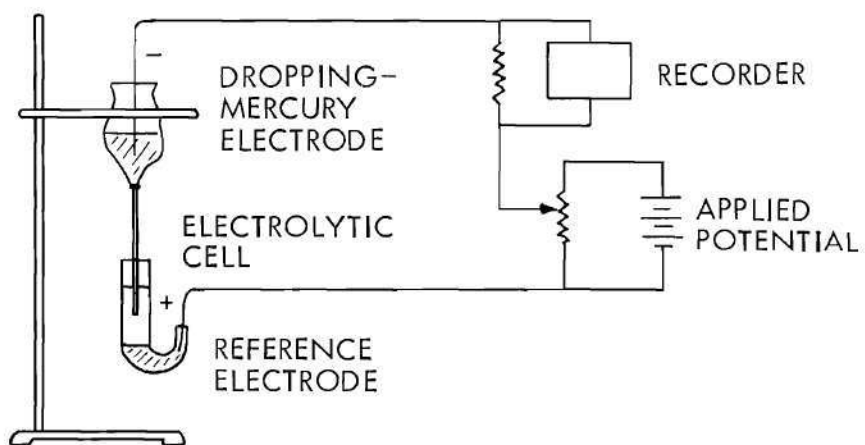 −
DROPPING–
MERCURY
ELECTRODE
RECORDER
ELECTROLYTIC
CELL
APPLIED
POTENTIAL
+
REFERENCE
ELECTRODE